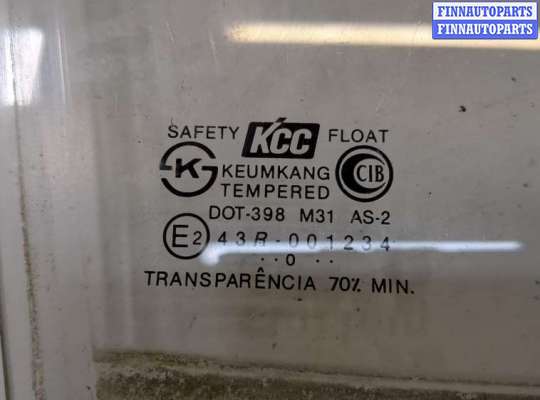 FINNAUTOPARTS
FINNAUTOPARTS
SAFETY KCC FLOAT
KS KEUMKANG CIB
TEMPERED
DOT-398 M31 AS-2
E2 43R-001234
··0 ··
TRANSPARÊNCIA 70% MIN.